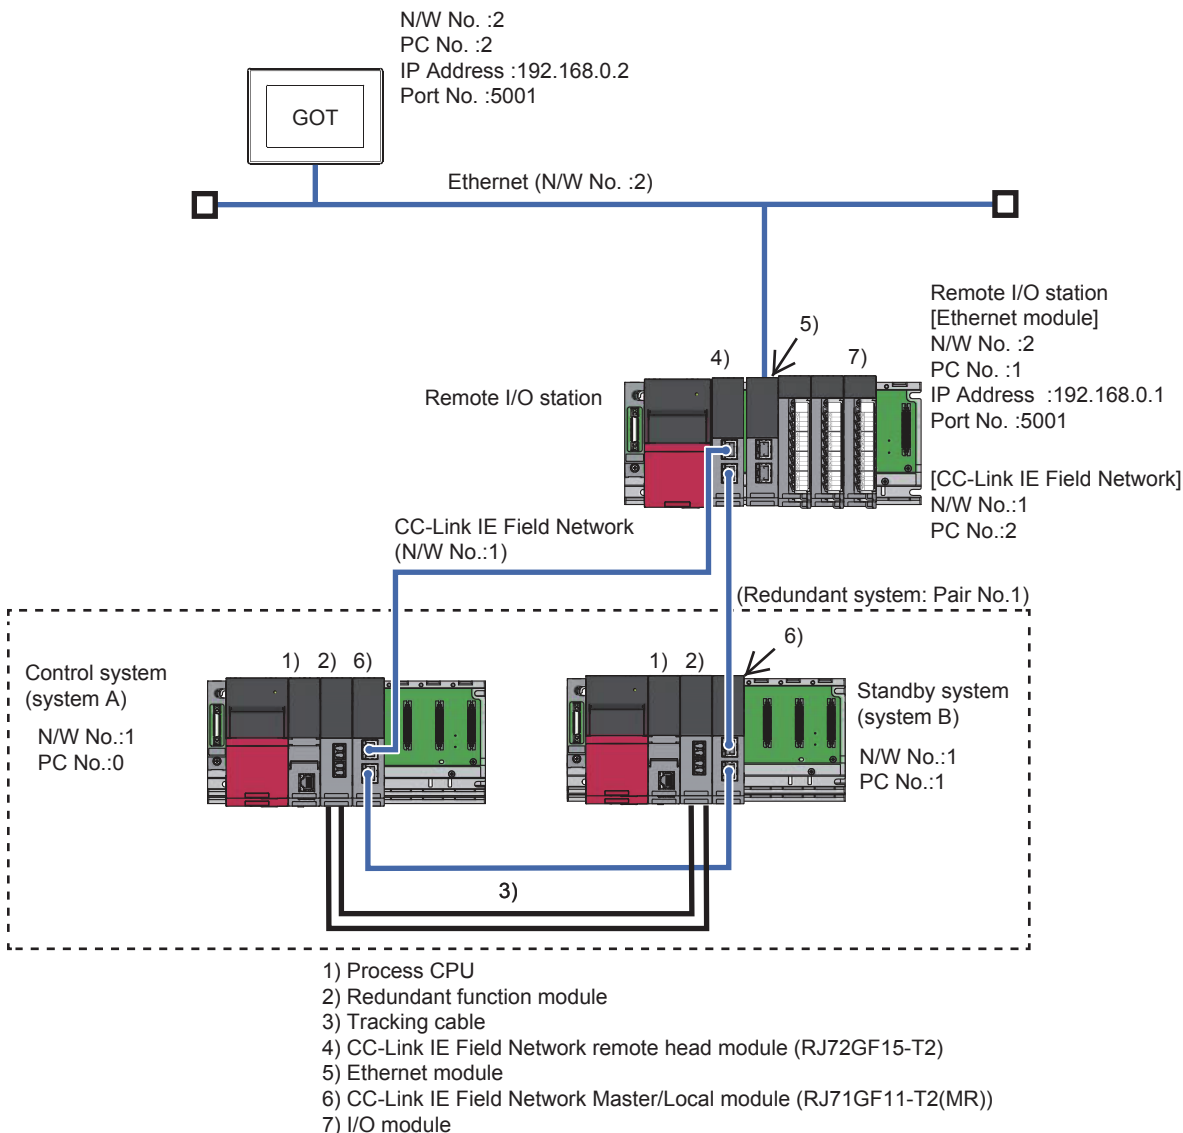 N/W No. :2
PC No. :2
IP Address :192.168.0.2
Port No. :5001
GOT
Ethernet (N/W No. :2)
Remote I/O station
[Ethernet module]
N/W No. :2
PC No. :1
IP Address :192.168.0.1
Port No. :5001
5)
4)
7)
Remote I/O station
[CC-Link IE Field Network]
N/W No.:1
PC No.:2
CC-Link IE Field Network
(N/W No.:1)
(Redundant system: Pair No.1)
6)
1) 2) 6)
1) 2)
Control system
(system A)
N/W No.:1
PC No.:0
Standby system
(system B)
N/W No.:1
PC No.:1
3)
1) Process CPU
2) Redundant function module
3) Tracking cable
4) CC-Link IE Field Network remote head module (RJ72GF15-T2)
5) Ethernet module
6) CC-Link IE Field Network Master/Local module (RJ71GF11-T2(MR))
7) I/O module